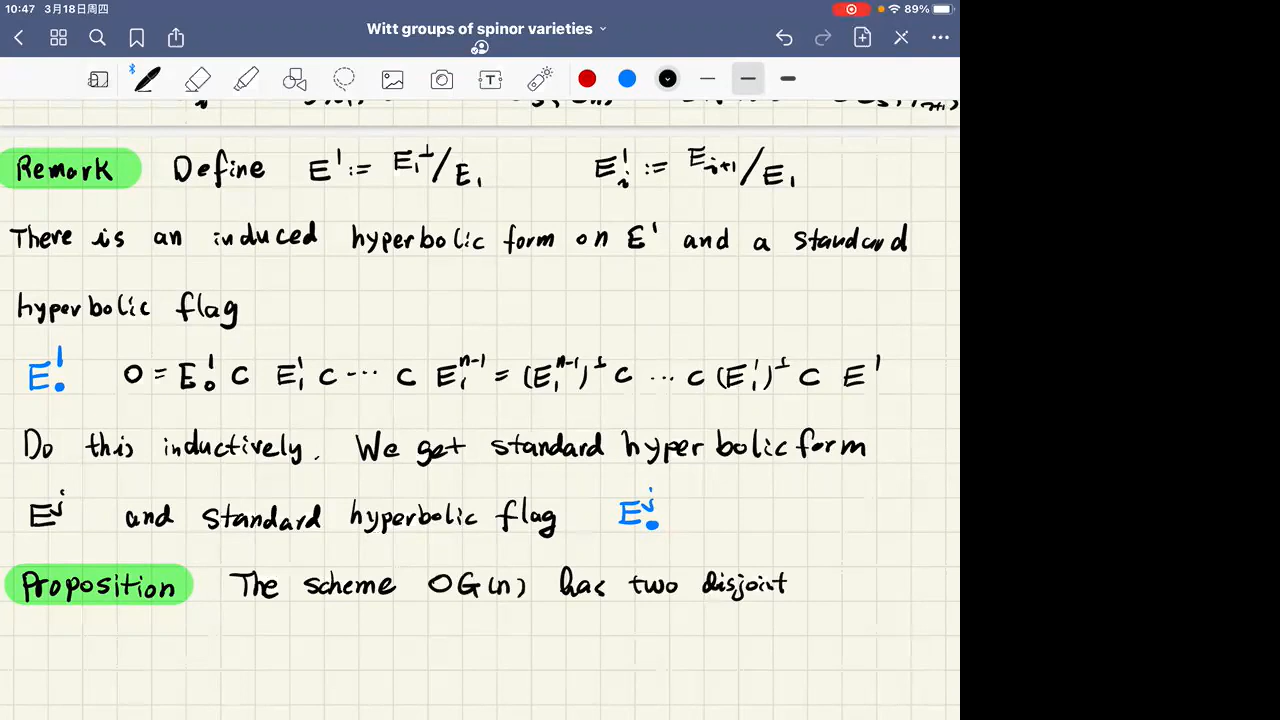 10:47 3月18日周四
89%
Witt groups of spinor varieties
Remark Define E' := E₁^⊥/E₁ E'ᵢ := Eᵢ₊₁/E₁
There is an induced hyperbolic form on E' and a standard
hyperbolic flag
E'. 0 = E'₀ ⊂ E'₁ ⊂ ... ⊂ E₁ⁿ⁻¹ = (E₁ⁿ⁻¹)^⊥ ⊂ ... ⊂ (E'₁)^⊥ ⊂ E'
Do this inductively. We get standard hyperbolic form
Eʲ and standard hyperbolic flag Eʲ.
Proposition The scheme OG(n) has two disjoint